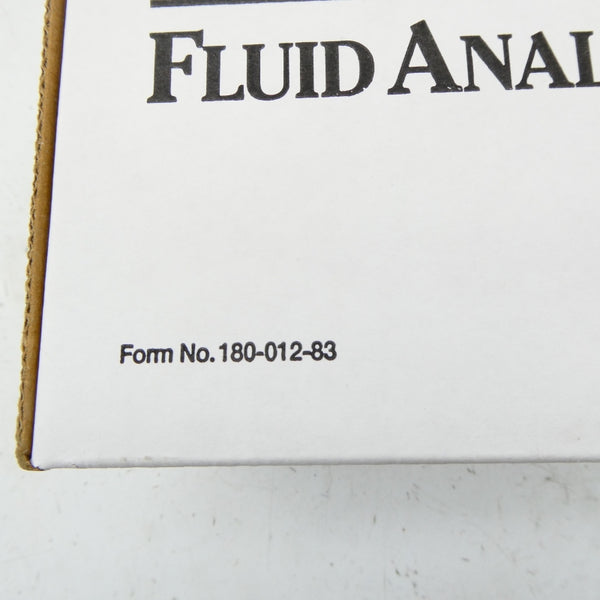 FLUID ANAL
Form No. 180-012-83